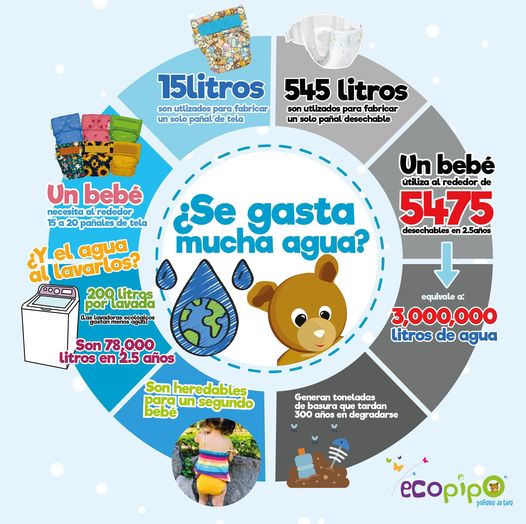 ¿Se gasta
mucha agua?
15litros
son utlizados para fabricar
un solo pañal de tela
545 litros
son utlizados para fabricar
un solo pañal desechable
Un bebé
útiliza al rededor de
5475
desechables en 2.5años
equivale a:
3,000,000
litros de agua
Generan toneladas
de basura que tardan
300 años en degradarse
Un bebé
necesita al rededor
15 a 20 pañales de tela
¿Y el agua
al lavarlos?
200 litros
por lavada
(Las lavadoras ecológicas
gastan menos agua)
Son 78,000
litros en 2.5 años
Son heredables
para un segundo
bebé
ecopipo
pañales de tela